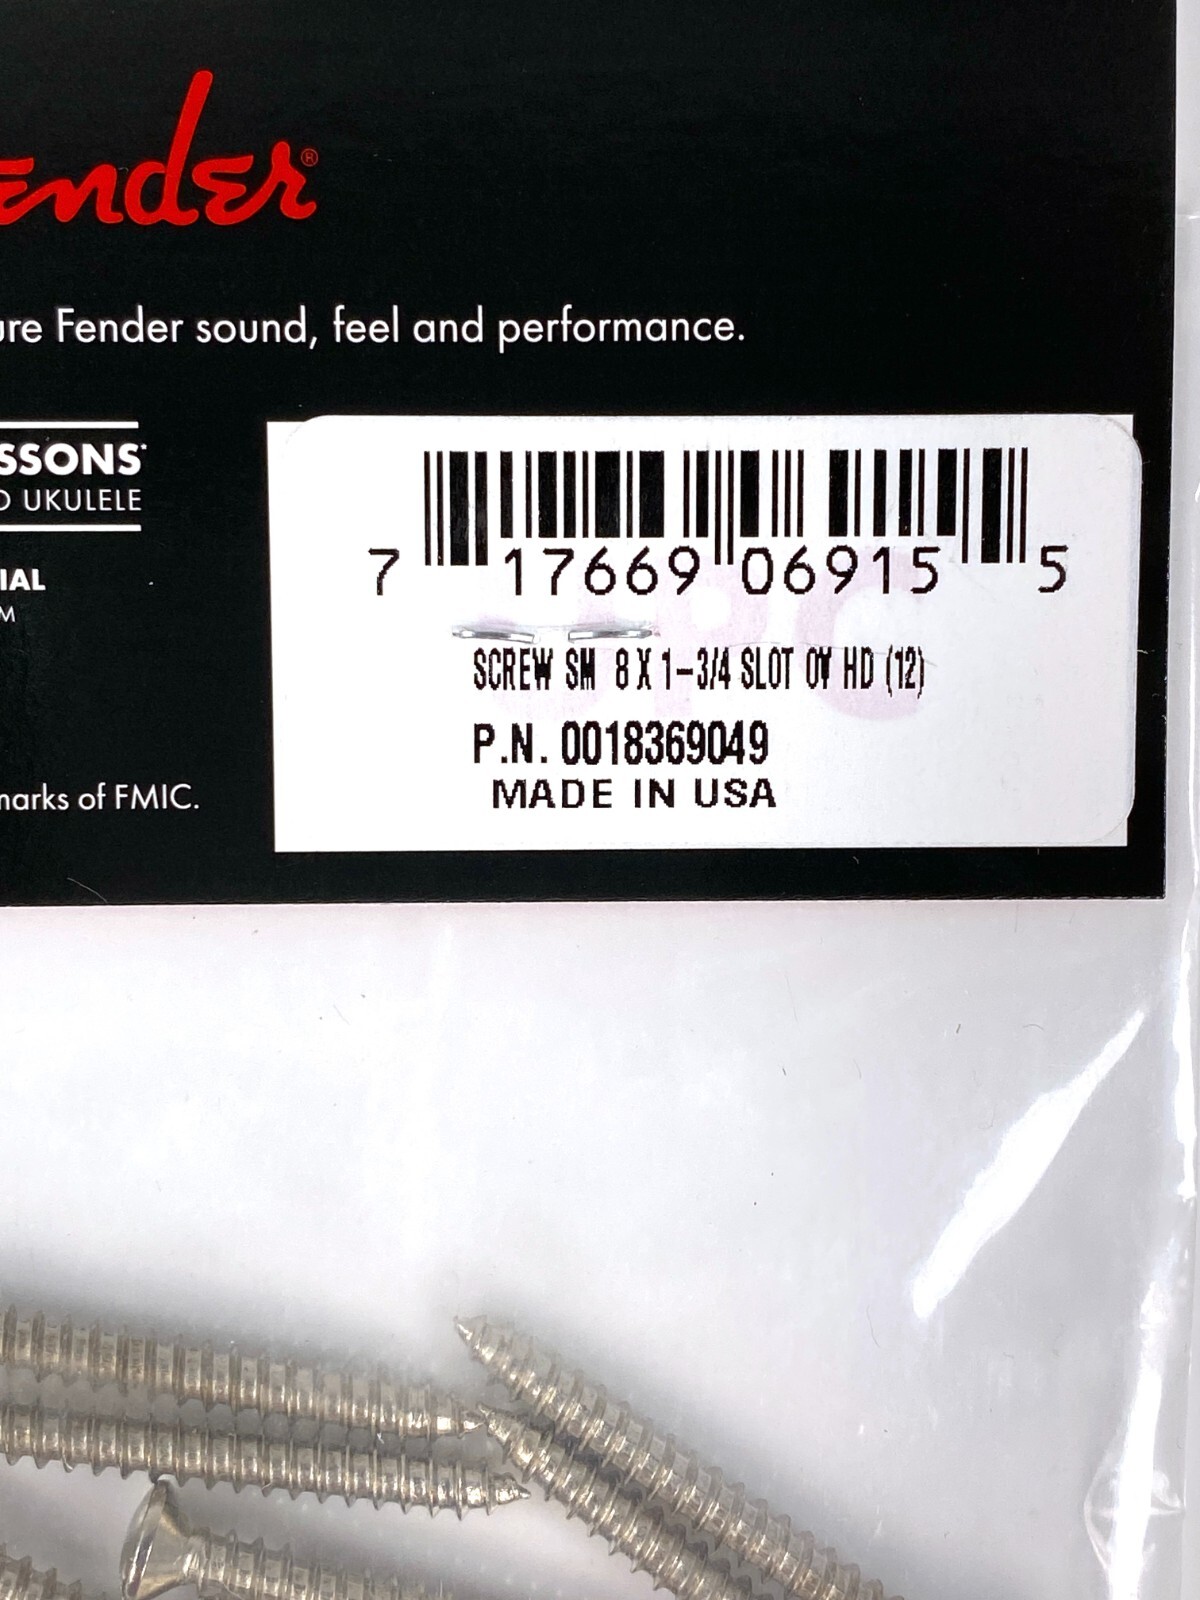 ender®
ure Fender sound, feel and performance.
SSONS
D UKULELE
IAL
M
7 17669 06915 5
SCREW SM 8 X 1-3/4 SLOT OV HD (12)
P.N. 0018369049
MADE IN USA
marks of FMIC.